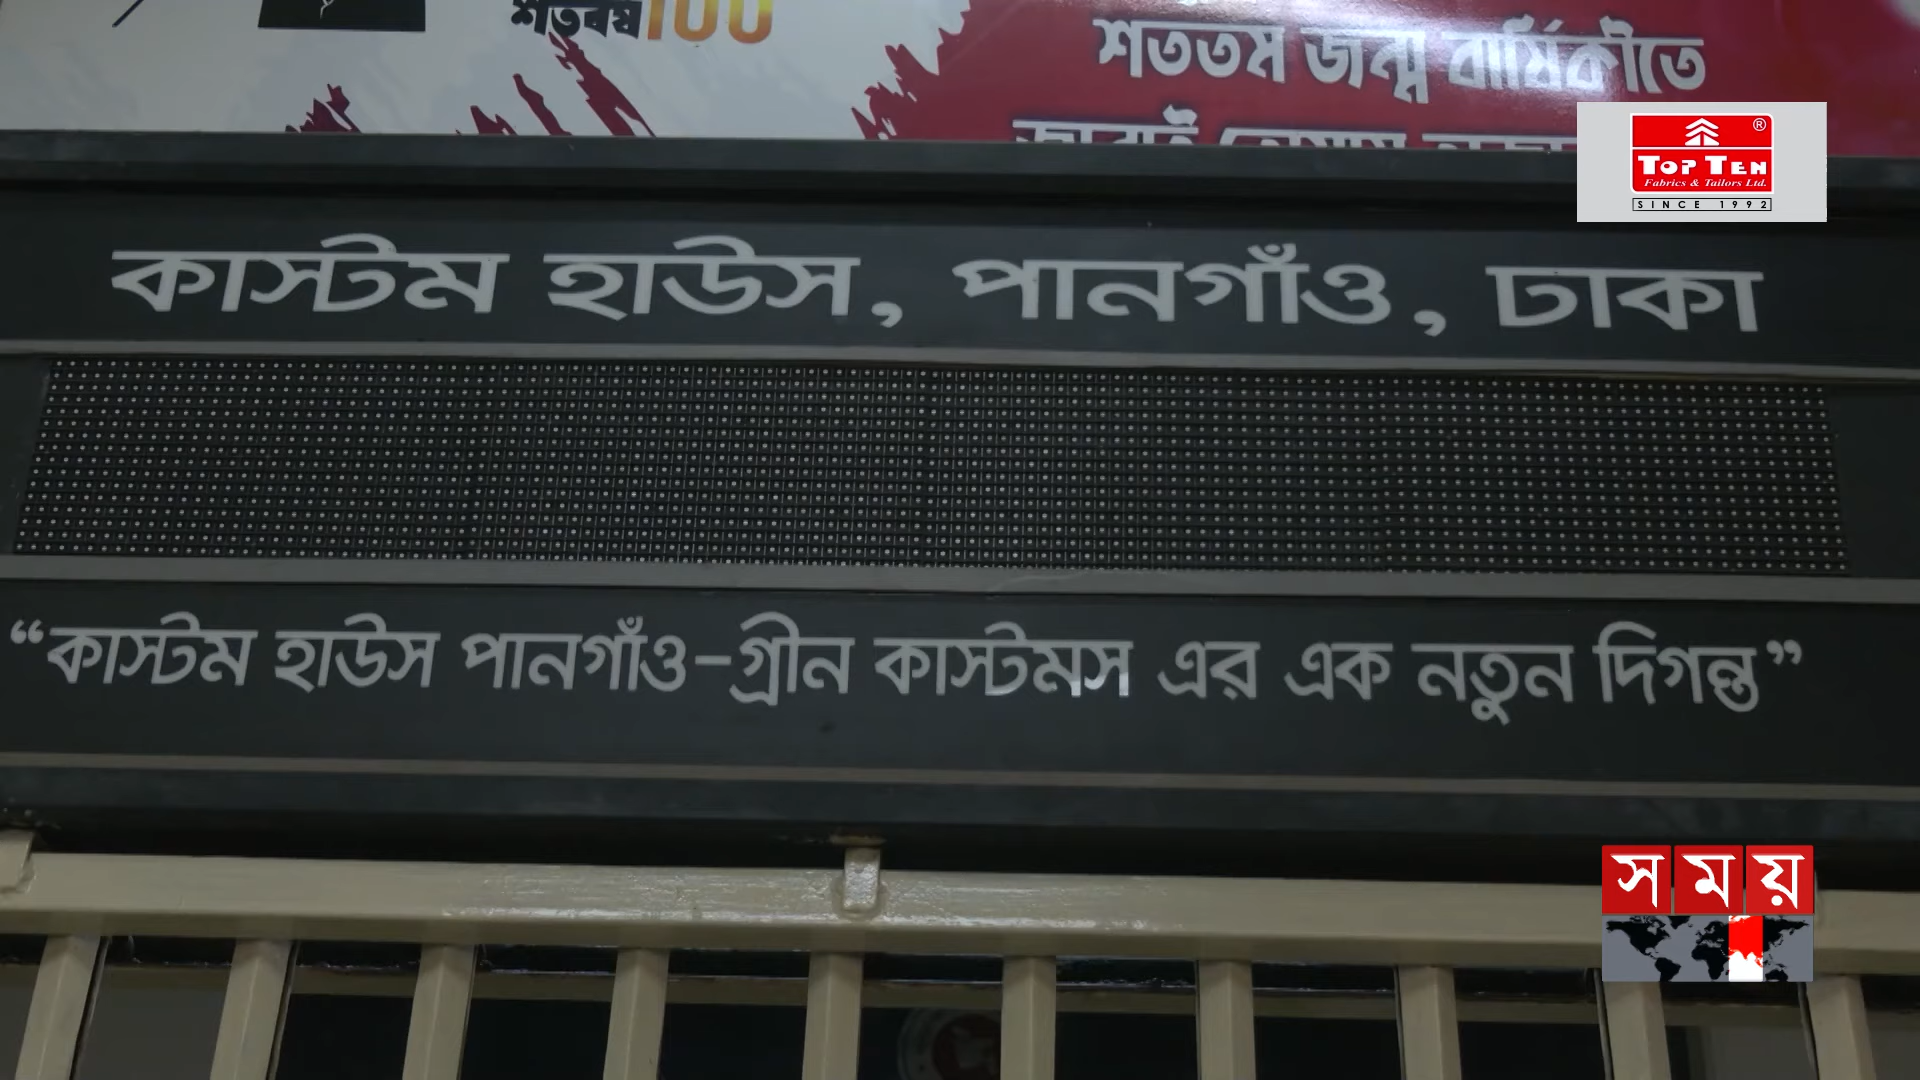 শতবর্ষ 100
শততম জন্ম বার্ষিকীতে
TOP TEN
Fabrics & Tailors Ltd.
SINCE 1992
কাস্টম হাউস, পানগাঁও, ঢাকা
“কাস্টম হাউস পানগাঁও-গ্রীন কাস্টমস এর এক নতুন দিগন্ত”
সময়